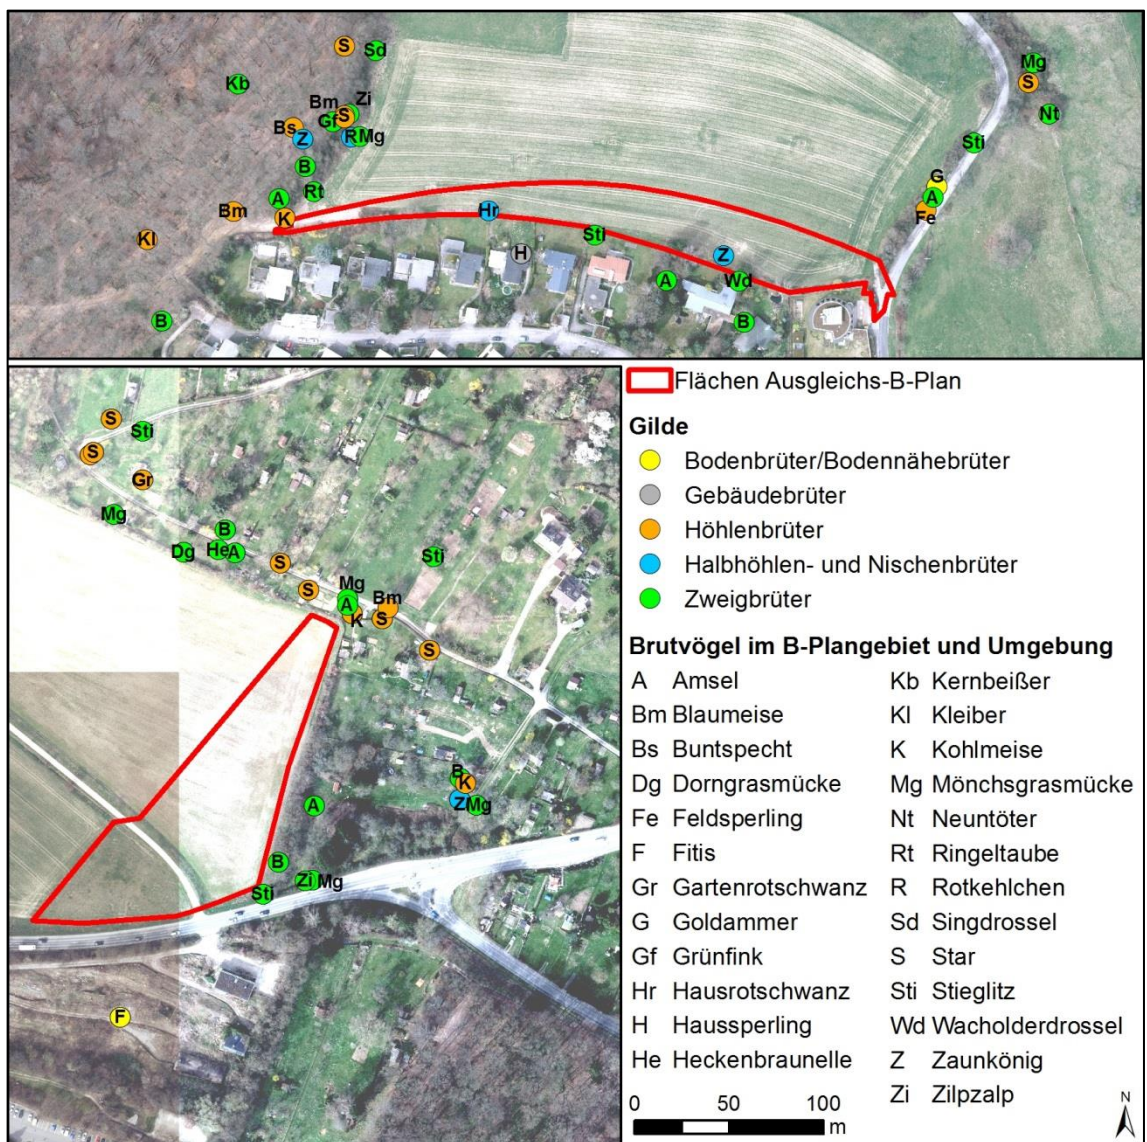 S
Sd
Kb
Bm
Zi
S
Gf
Bs
Z
R
Mg
B
Rt
A
Bm
K
Kl
B
Hr
H
Sti
Z
A
Wd
B
Mg
S
Nt
Sti
G
A
Fe
S
Sti
S
Gr
Mg
B
Dg
He
A
S
Sti
S
Mg
A
Bm
K
S
S
B
K
Z
Mg
A
B
Zi
Mg
Sti
F
Flächen Ausgleichs-B-Plan
Gilde
Bodenbrüter/Bodennähebrüter
Gebäudebrüter
Höhlenbrüter
Halbhöhlen- und Nischenbrüter
Zweigbrüter
Brutvögel im B-Plangebiet und Umgebung
A Amsel
Bm Blaumeise
Bs Buntspecht
Dg Dorngrasmücke
Fe Feldsperling
F Fitis
Gr Gartenrotschwanz
G Goldammer
Gf Grünfink
Hr Hausrotschwanz
H Haussperling
He Heckenbraunelle
Kb Kernbeißer
Kl Kleiber
K Kohlmeise
Mg Mönchsgrasmücke
Nt Neuntöter
Rt Ringeltaube
R Rotkehlchen
Sd Singdrossel
S Star
Sti Stieglitz
Wd Wacholderdrossel
Z Zaunkönig
Zi Zilpzalp
0 50 100
m
N